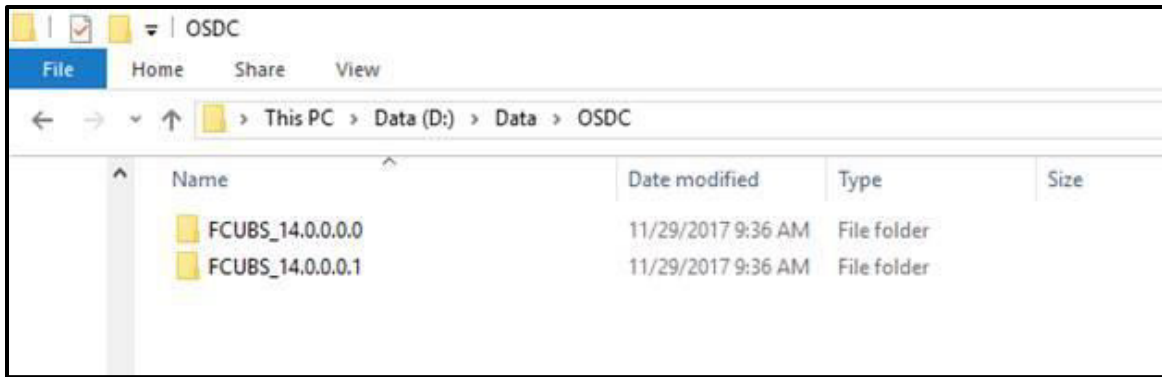 OSDC
File Home Share View
This PC > Data (D:) > Data > OSDC
Name Date modified Type Size
FCUBS_14.0.0.0.0 11/29/2017 9:36 AM File folder
FCUBS_14.0.0.0.1 11/29/2017 9:36 AM File folder